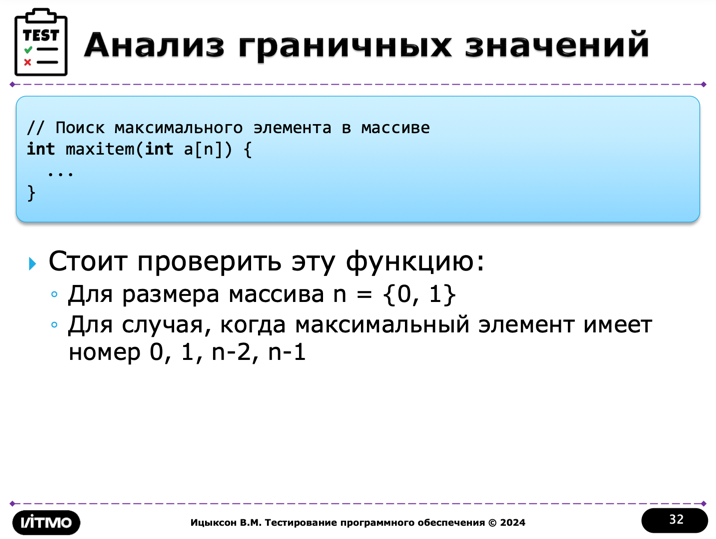 TEST
Анализ граничных значений
// Поиск максимального элемента в массиве
int maxitem(int a[n]) {
...
}
Стоит проверить эту функцию:
Для размера массива n = {0, 1}
Для случая, когда максимальный элемент имеет
номер 0, 1, n-2, n-1
ИТМО
Ицыксон В.М. Тестирование программного обеспечения © 2024
32